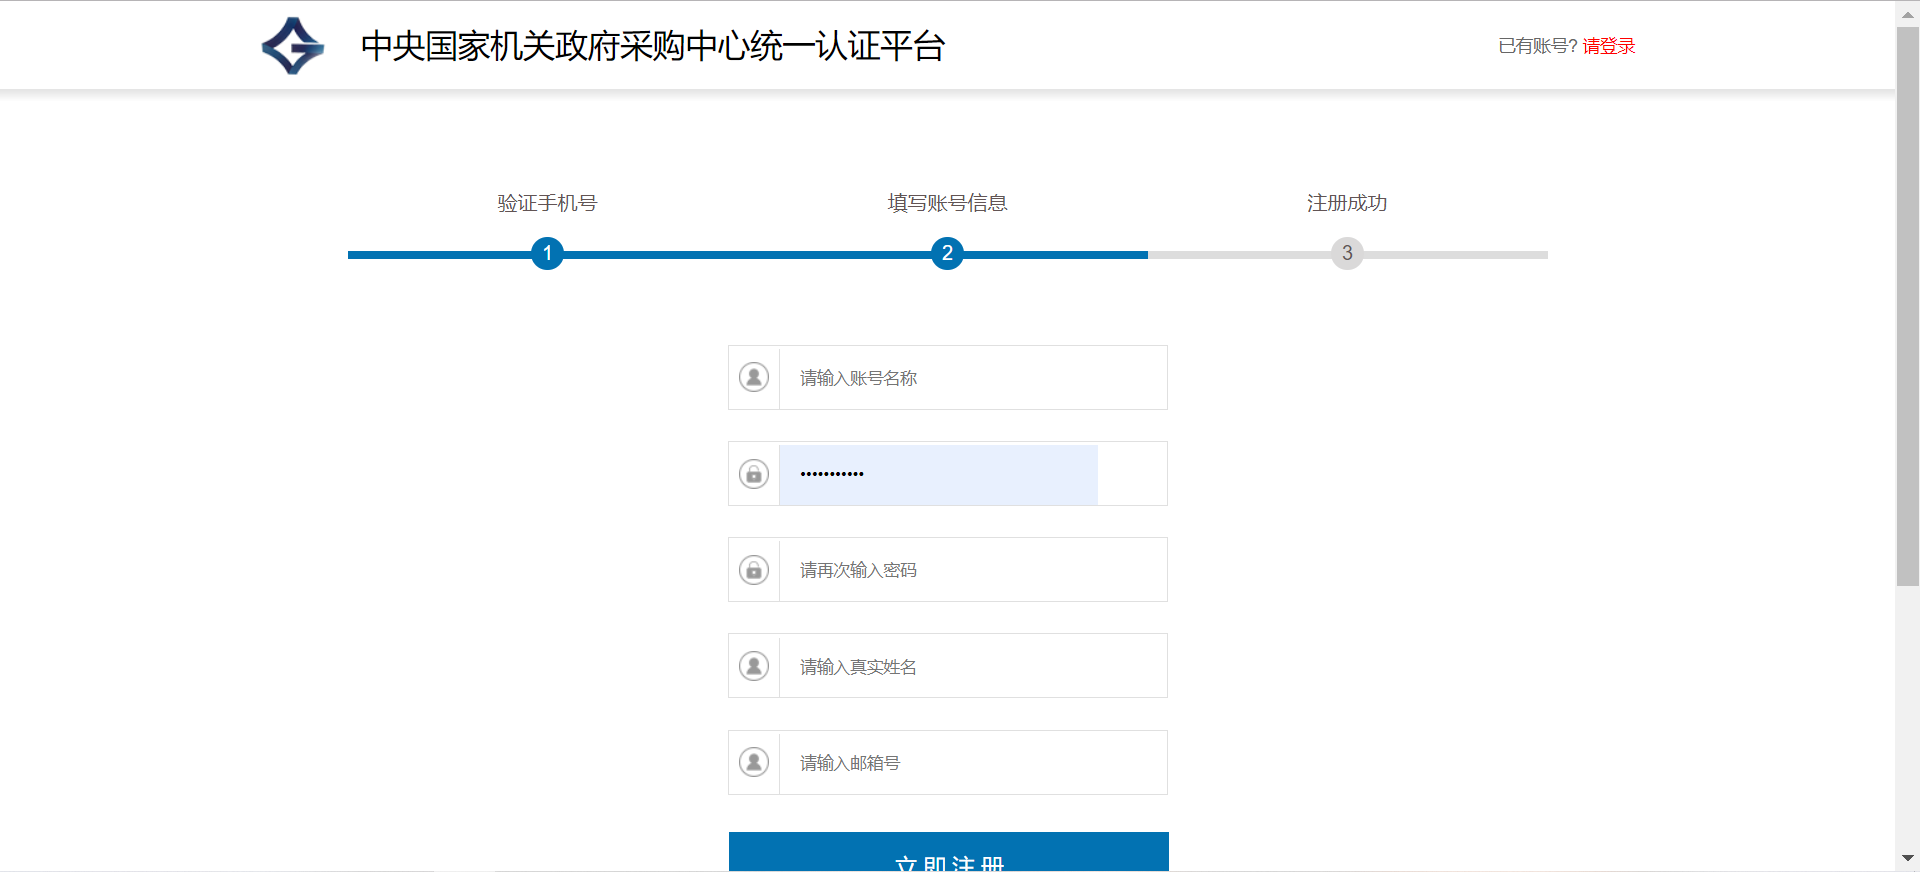 中央国家机关政府采购中心统一认证平台
已有账号? 请登录
验证手机号 填写账号信息 注册成功
1 2 3
请输入账号名称
•••••••••••
请再次输入密码
请输入真实姓名
请输入邮箱号
立即注册